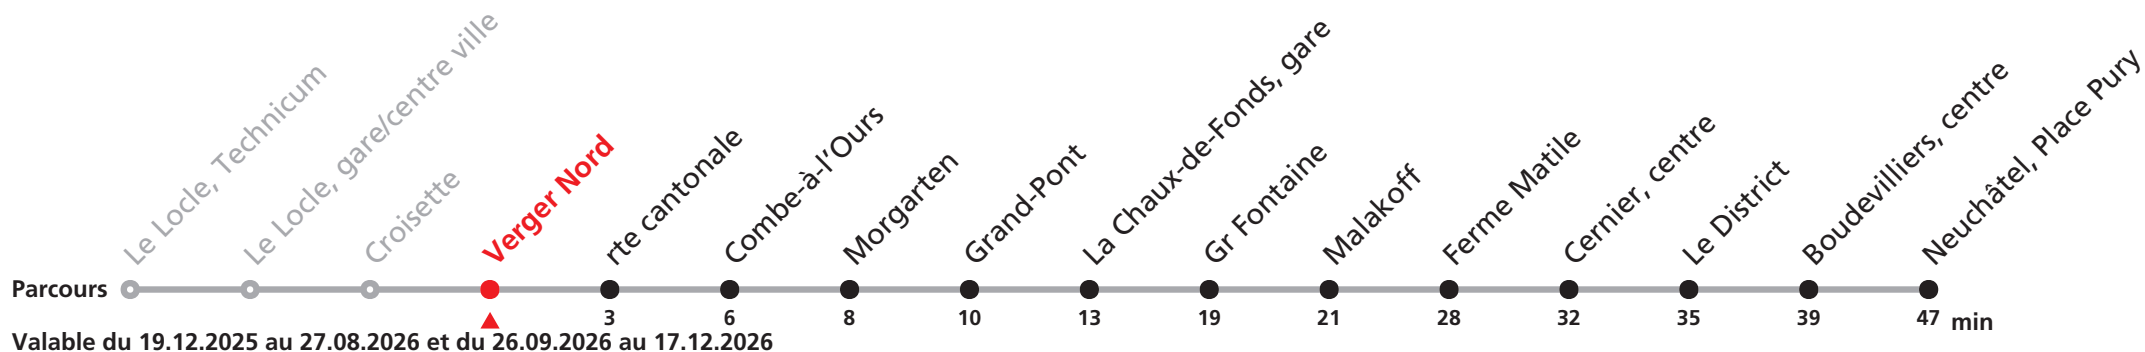 Le Locle, Technicum
Le Locle, gare/centre ville
Croisette
Verger Nord
rte cantonale
Combe-à-l'Ours
Morgarten
Grand-Pont
La Chaux-de-Fonds, gare
Gr Fontaine
Malakoff
Ferme Matile
Cernier, centre
Le District
Boudevilliers, centre
Neuchâtel, Place Pury
Parcours
3 6 8 10 13 19 21 28 32 35 39 47 min
Valable du 19.12.2025 au 27.08.2026 et du 26.09.2026 au 17.12.2026